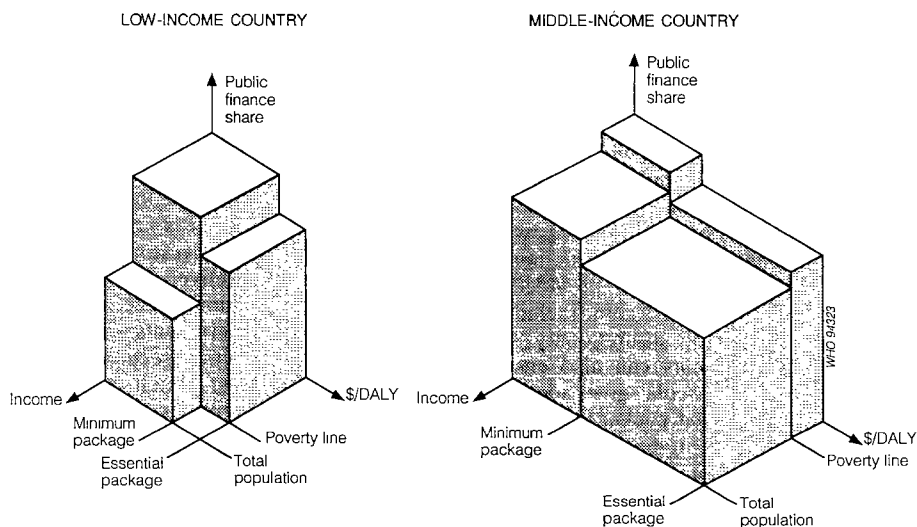 LOW-INCOME COUNTRY
Public
finance
share
Income
$/DALY
Minimum
package
Essential
package
Poverty line
Total
population
MIDDLE-INCOME COUNTRY
Public
finance
share
Income
$/DALY
Minimum
package
Essential
package
Poverty line
Total
population
WHO 94323